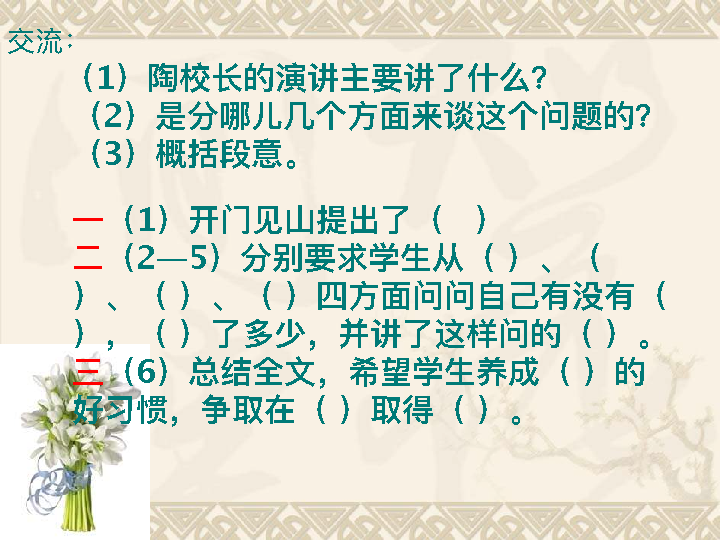 交流：
（1）陶校长的演讲主要讲了什么？
（2）是分哪儿几个方面来谈这个问题的？
（3）概括段意。
一（1）开门见山提出了（　）
二（2—5）分别要求学生从（ ）、（
）、（ ）、（ ）四方面问问自己有没有（
），（ ）了多少，并讲了这样问的（ ）。
三（6）总结全文，希望学生养成（ ）的
好习惯，争取在（ ）取得（ ）。